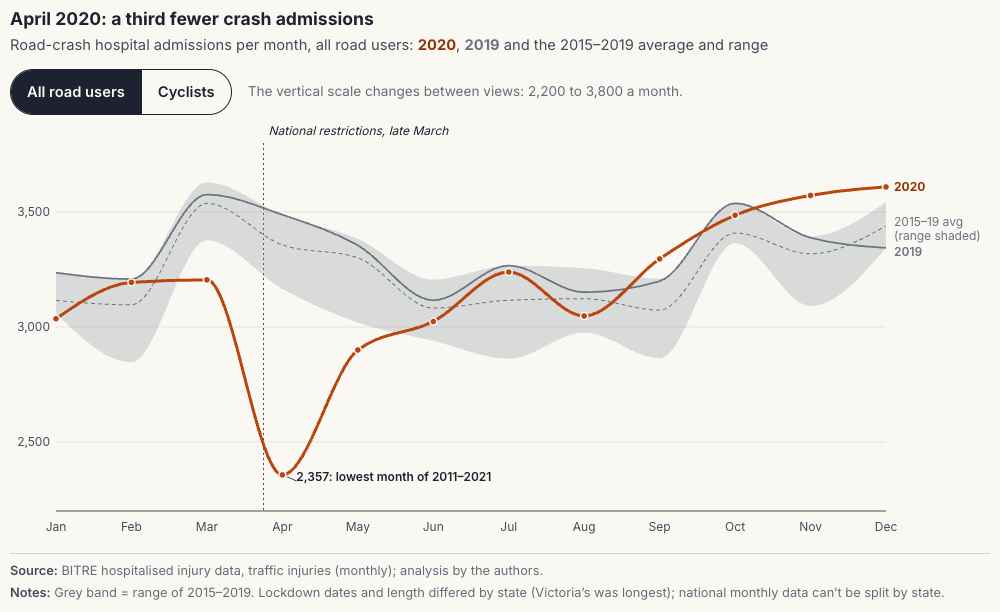 April 2020: a third fewer crash admissions
Road-crash hospital admissions per month, all road users: 2020, 2019 and the 2015–2019 average and range
All road users
Cyclists
The vertical scale changes between views: 2,200 to 3,800 a month.
National restrictions, late March
3,500
3,000
2,500
2020
2015–19 avg
(range shaded)
2019
2,357: lowest month of 2011–2021
Jan
Feb
Mar
Apr
May
Jun
Jul
Aug
Sep
Oct
Nov
Dec
Source: BITRE hospitalised injury data, traffic injuries (monthly); analysis by the authors.
Notes: Grey band = range of 2015–2019. Lockdown dates and length differed by state (Victoria’s was longest); national monthly data can’t be split by state.